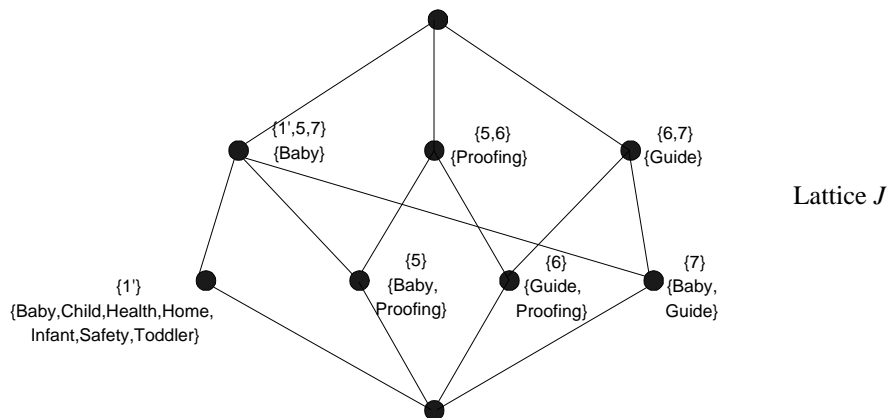 {1',5,7}
{Baby}
{5,6}
{Proofing}
{6,7}
{Guide}
Lattice J
{1'}
{Baby,Child,Health,Home,
Infant,Safety,Toddler}
{5}
{Baby,
Proofing}
{6}
{Guide,
Proofing}
{7}
{Baby,
Guide}